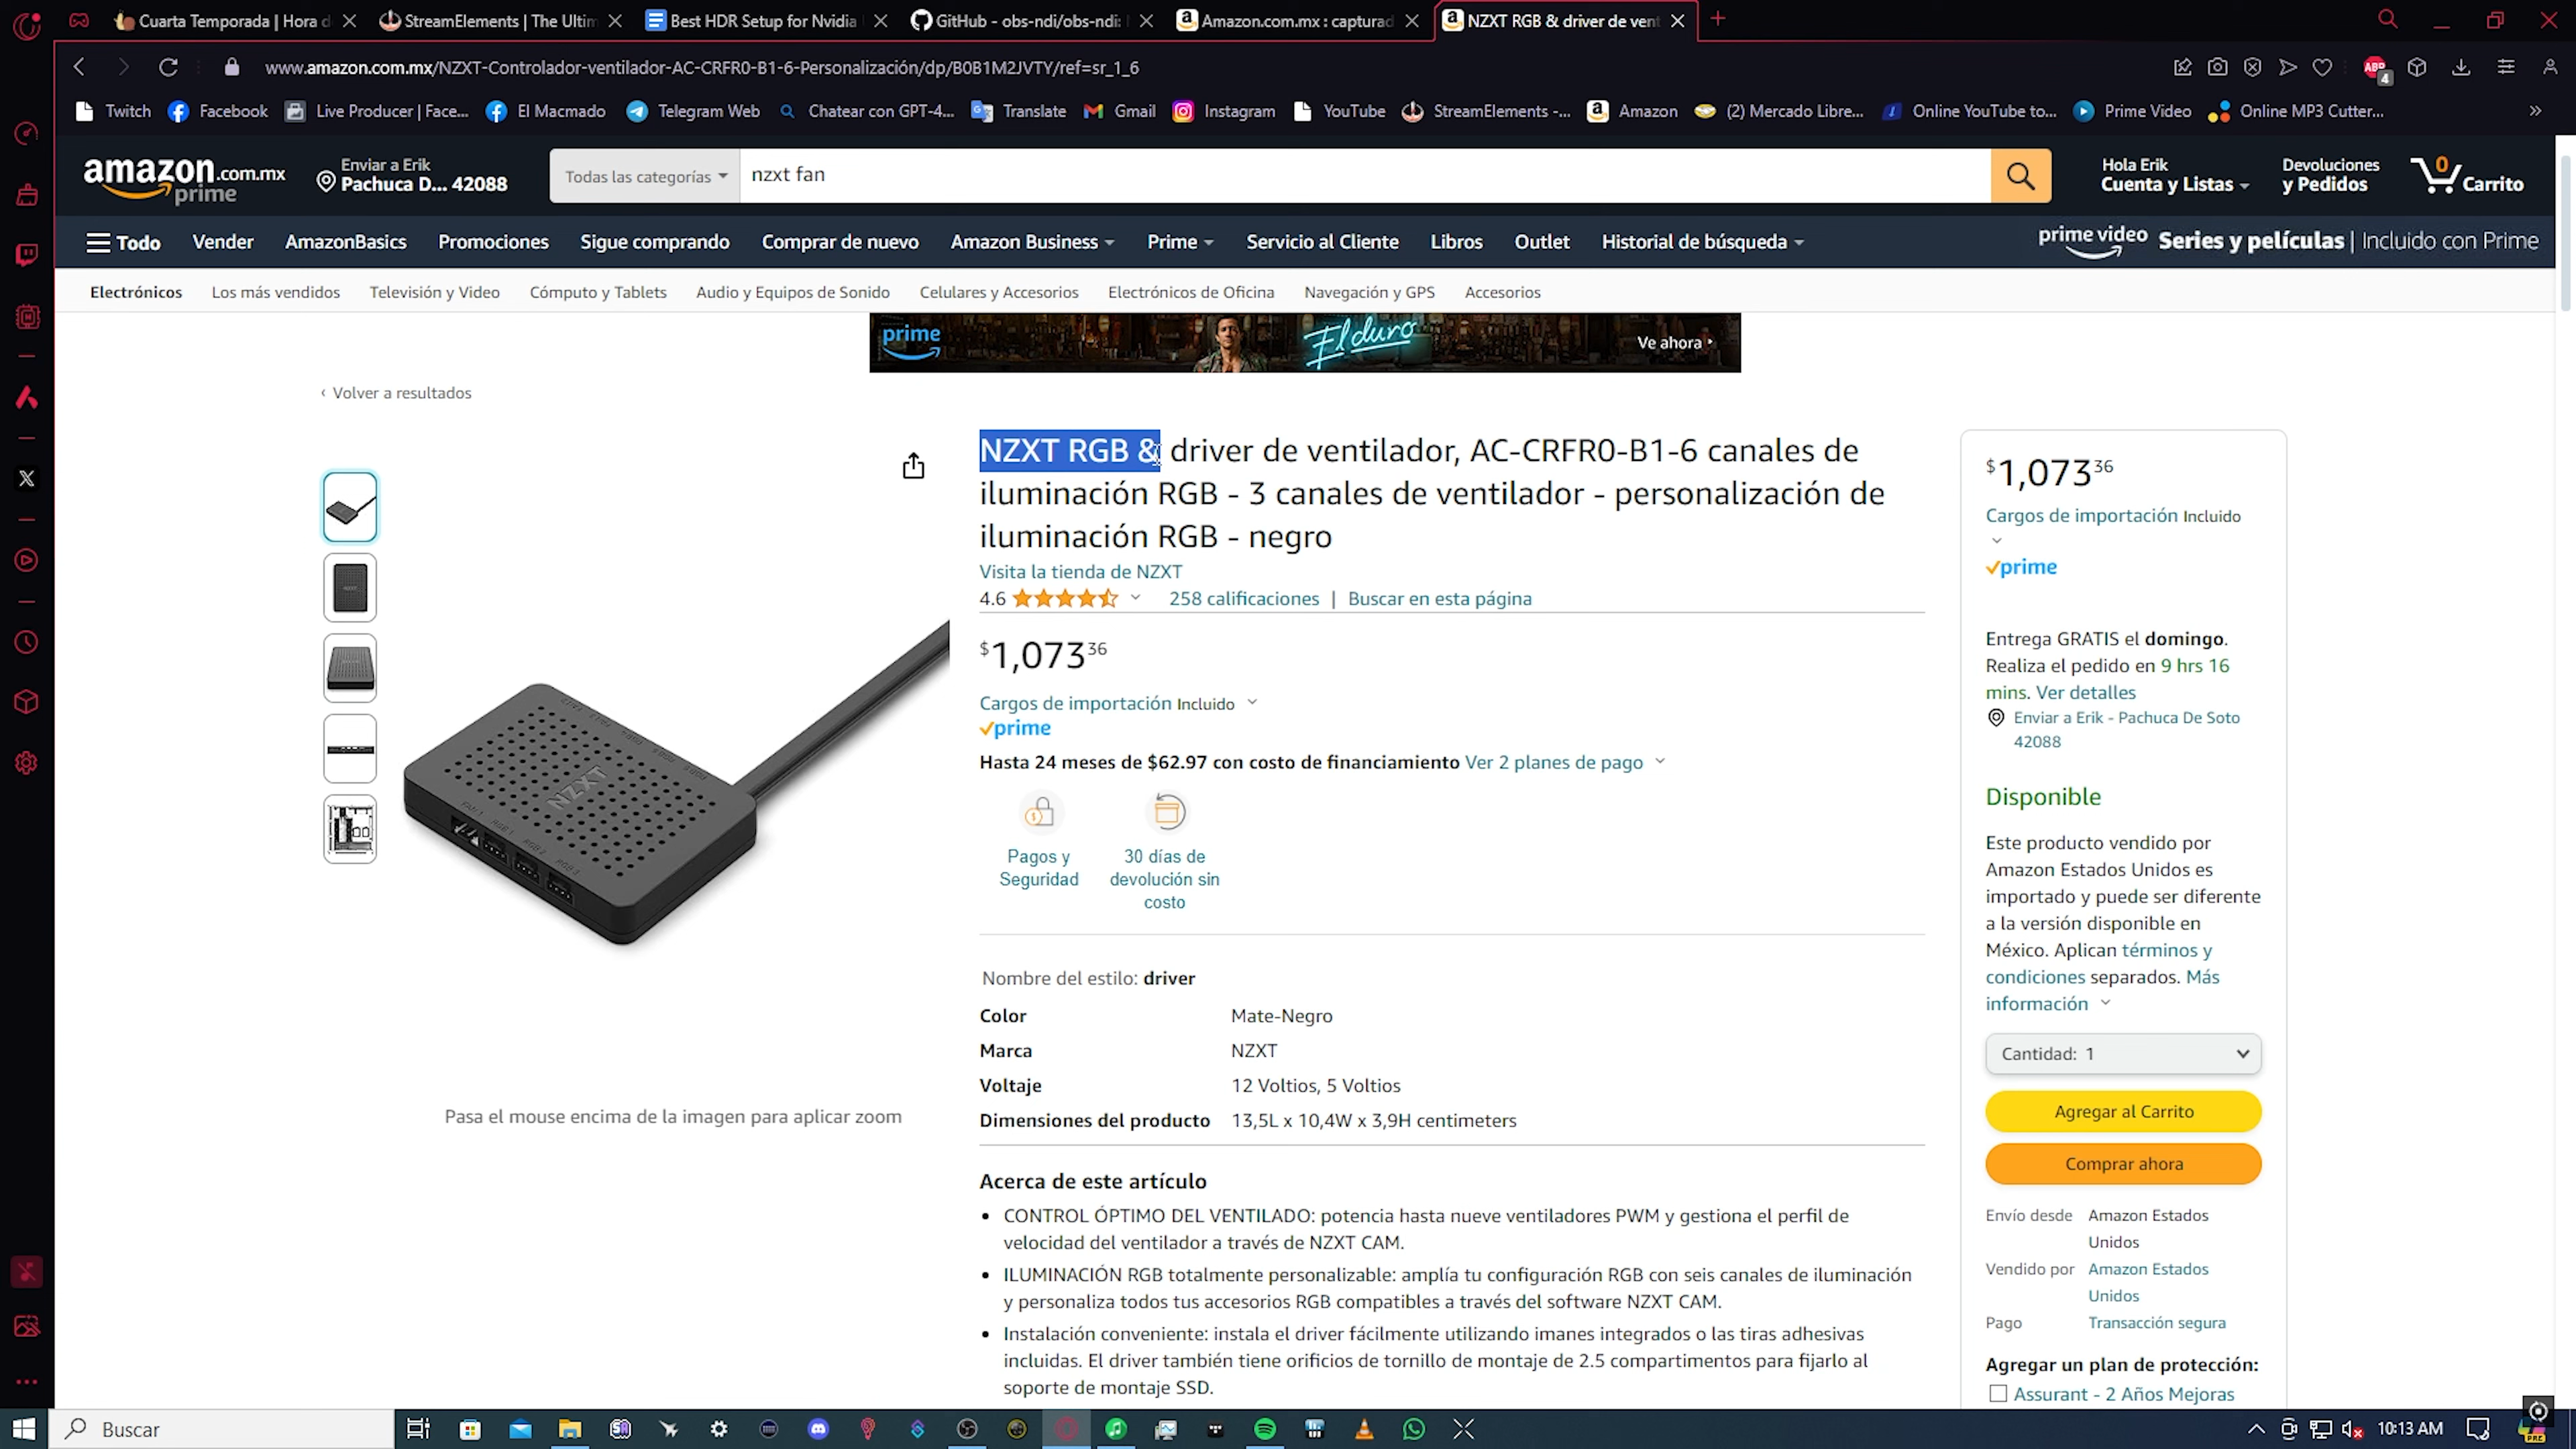 Cuarta Temporada | Hora d
StreamElements | The Ultim
Best HDR Setup for Nvidia
GitHub - obs-ndi/obs-ndi:
Amazon.com.mx : capturad
NZXT RGB & driver de vent
www.amazon.com.mx/NZXT-Controlador-ventilador-AC-CRFR0-B1-6-Personalización/dp/B0B1M2JVTY/ref=sr_1_6
ABP
4
Twitch
Facebook
Live Producer | Face...
El Macmado
Telegram Web
Chatear con GPT-4...
Translate
Gmail
Instagram
YouTube
StreamElements -...
Amazon
(2) Mercado Libre...
Online YouTube to...
Prime Video
Online MP3 Cutter...
amazon.com.mx
prime
Enviar a Erik
Pachuca D... 42088
Todas las categorías
nzxt fan
Hola Erik
Cuenta y Listas
Devoluciones
y Pedidos
0
Carrito
Todo
Vender
AmazonBasics
Promociones
Sigue comprando
Comprar de nuevo
Amazon Business
Prime
Servicio al Cliente
Libros
Outlet
Historial de búsqueda
prime video
Series y películas | Incluido con Prime
Electrónicos
Los más vendidos
Televisión y Video
Cómputo y Tablets
Audio y Equipos de Sonido
Celulares y Accesorios
Electrónicos de Oficina
Navegación y GPS
Accesorios
prime
El duro
Ve ahora
‹ Volver a resultados
NZXT
Pasa el mouse encima de la imagen para aplicar zoom
NZXT RGB & driver de ventilador, AC-CRFR0-B1-6 canales de
iluminación RGB - 3 canales de ventilador - personalización de
iluminación RGB - negro
Visita la tienda de NZXT
4.6
258 calificaciones | Buscar en esta página
$1,073 36
Cargos de importación Incluido
prime
Hasta 24 meses de $62.97 con costo de financiamiento Ver 2 planes de pago
Pagos y
Seguridad
30 días de
devolución sin
costo
Nombre del estilo: driver
Color Mate-Negro
Marca NZXT
Voltaje 12 Voltios, 5 Voltios
Dimensiones del producto 13,5L x 10,4W x 3,9H centimeters
Acerca de este artículo
• CONTROL ÓPTIMO DEL VENTILADO: potencia hasta nueve ventiladores PWM y gestiona el perfil de
velocidad del ventilador a través de NZXT CAM.
• ILUMINACIÓN RGB totalmente personalizable: amplía tu configuración RGB con seis canales de iluminación
y personaliza todos tus accesorios RGB compatibles a través del software NZXT CAM.
• Instalación conveniente: instala el driver fácilmente utilizando imanes integrados o las tiras adhesivas
incluidas. El driver también tiene orificios de tornillo de montaje de 2.5 compartimentos para fijarlo al
soporte de montaje SSD.
$1,073 36
Cargos de importación Incluido
prime
Entrega GRATIS el domingo.
Realiza el pedido en 9 hrs 16
mins. Ver detalles
Enviar a Erik - Pachuca De Soto
42088
Disponible
Este producto vendido por
Amazon Estados Unidos es
importado y puede ser diferente
a la versión disponible en
México. Aplican términos y
condiciones separados. Más
información
Cantidad: 1
Agregar al Carrito
Comprar ahora
Envío desde Amazon Estados
Unidos
Vendido por Amazon Estados
Unidos
Pago Transacción segura
Agregar un plan de protección:
Assurant - 2 Años Mejoras
Buscar
10:13 AM
PRE